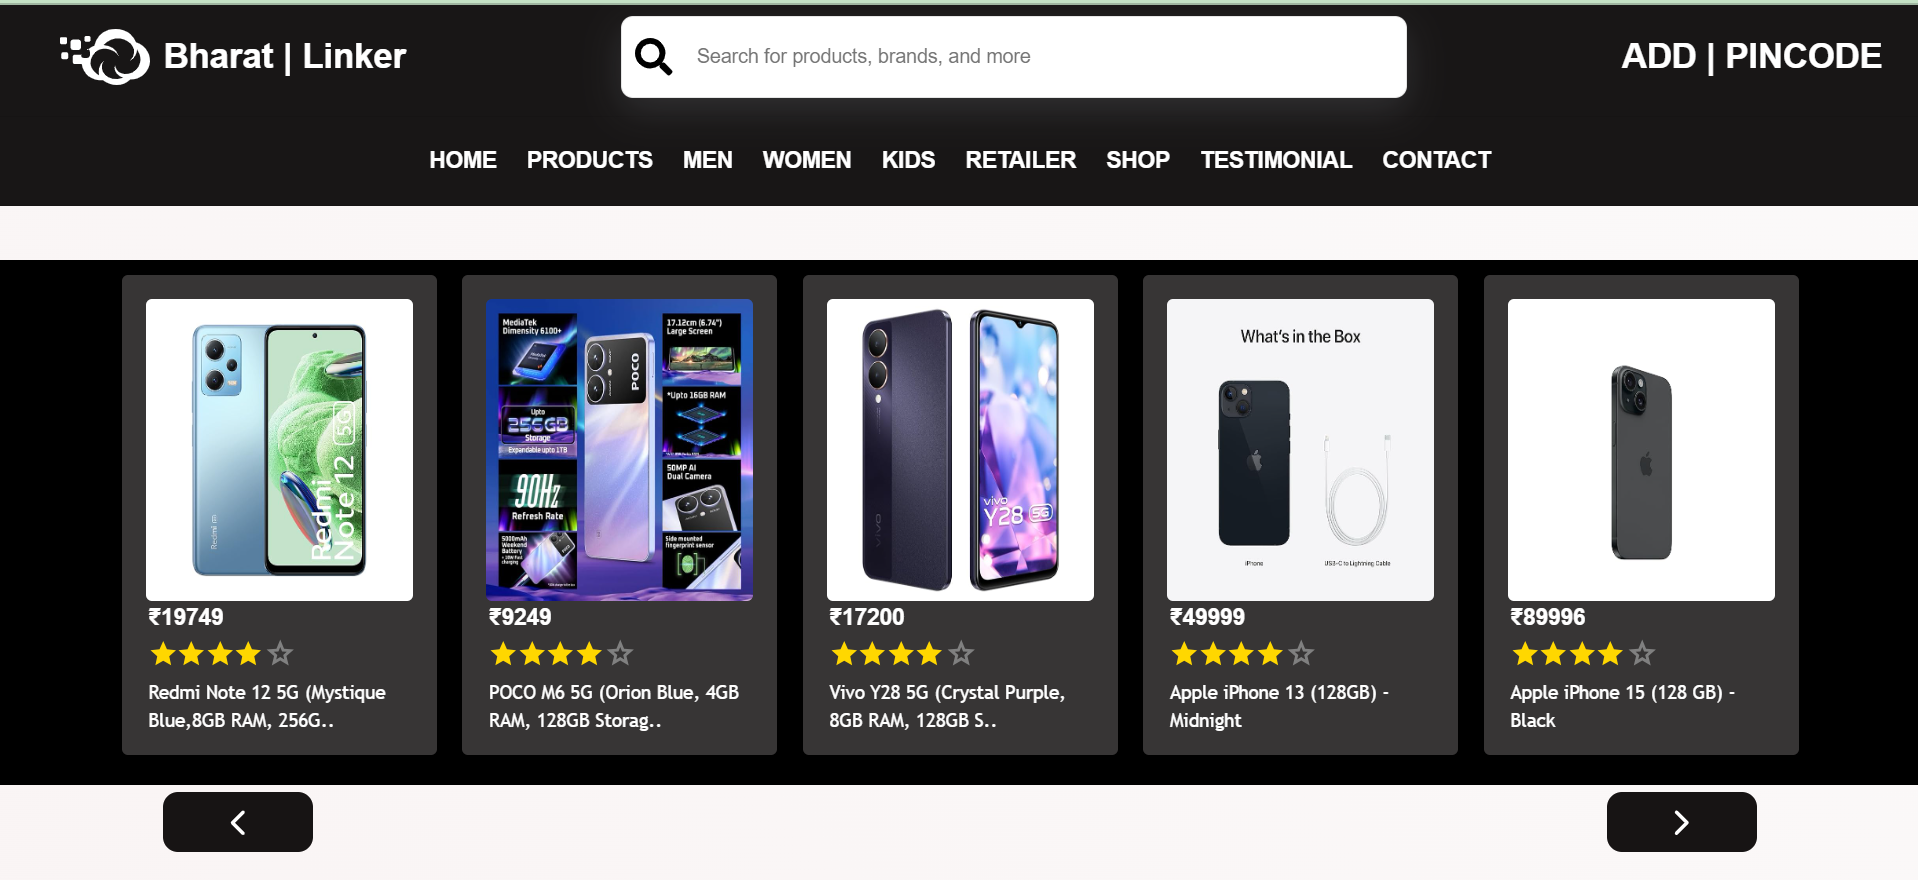 Bharat | Linker
Search for products, brands, and more
ADD | PINCODE
HOME PRODUCTS MEN WOMEN KIDS RETAILER SHOP TESTIMONIAL CONTACT
Redmi
Note 12 5G
Redmi
₹19749
Redmi Note 12 5G (Mystique
Blue,8GB RAM, 256G..
MediaTek
Dimensity 6100+
17.12cm (6.74")
Large Screen
POCO
Upto
256GB
Storage
Expandable upto 1TB
*Upto 16GB RAM
90Hz
Refresh Rate
50MP AI
Dual Camera
5000mAh
Weekend
Battery
Side mounted
fingerprint sensor
₹9249
POCO M6 5G (Orion Blue, 4GB
RAM, 128GB Storag..
vivo
vivo
Y28 5G
₹17200
Vivo Y28 5G (Crystal Purple,
8GB RAM, 128GB S..
What's in the Box
iPhone
USB-C to Lightning Cable
₹49999
Apple iPhone 13 (128GB) -
Midnight
₹89996
Apple iPhone 15 (128 GB) -
Black